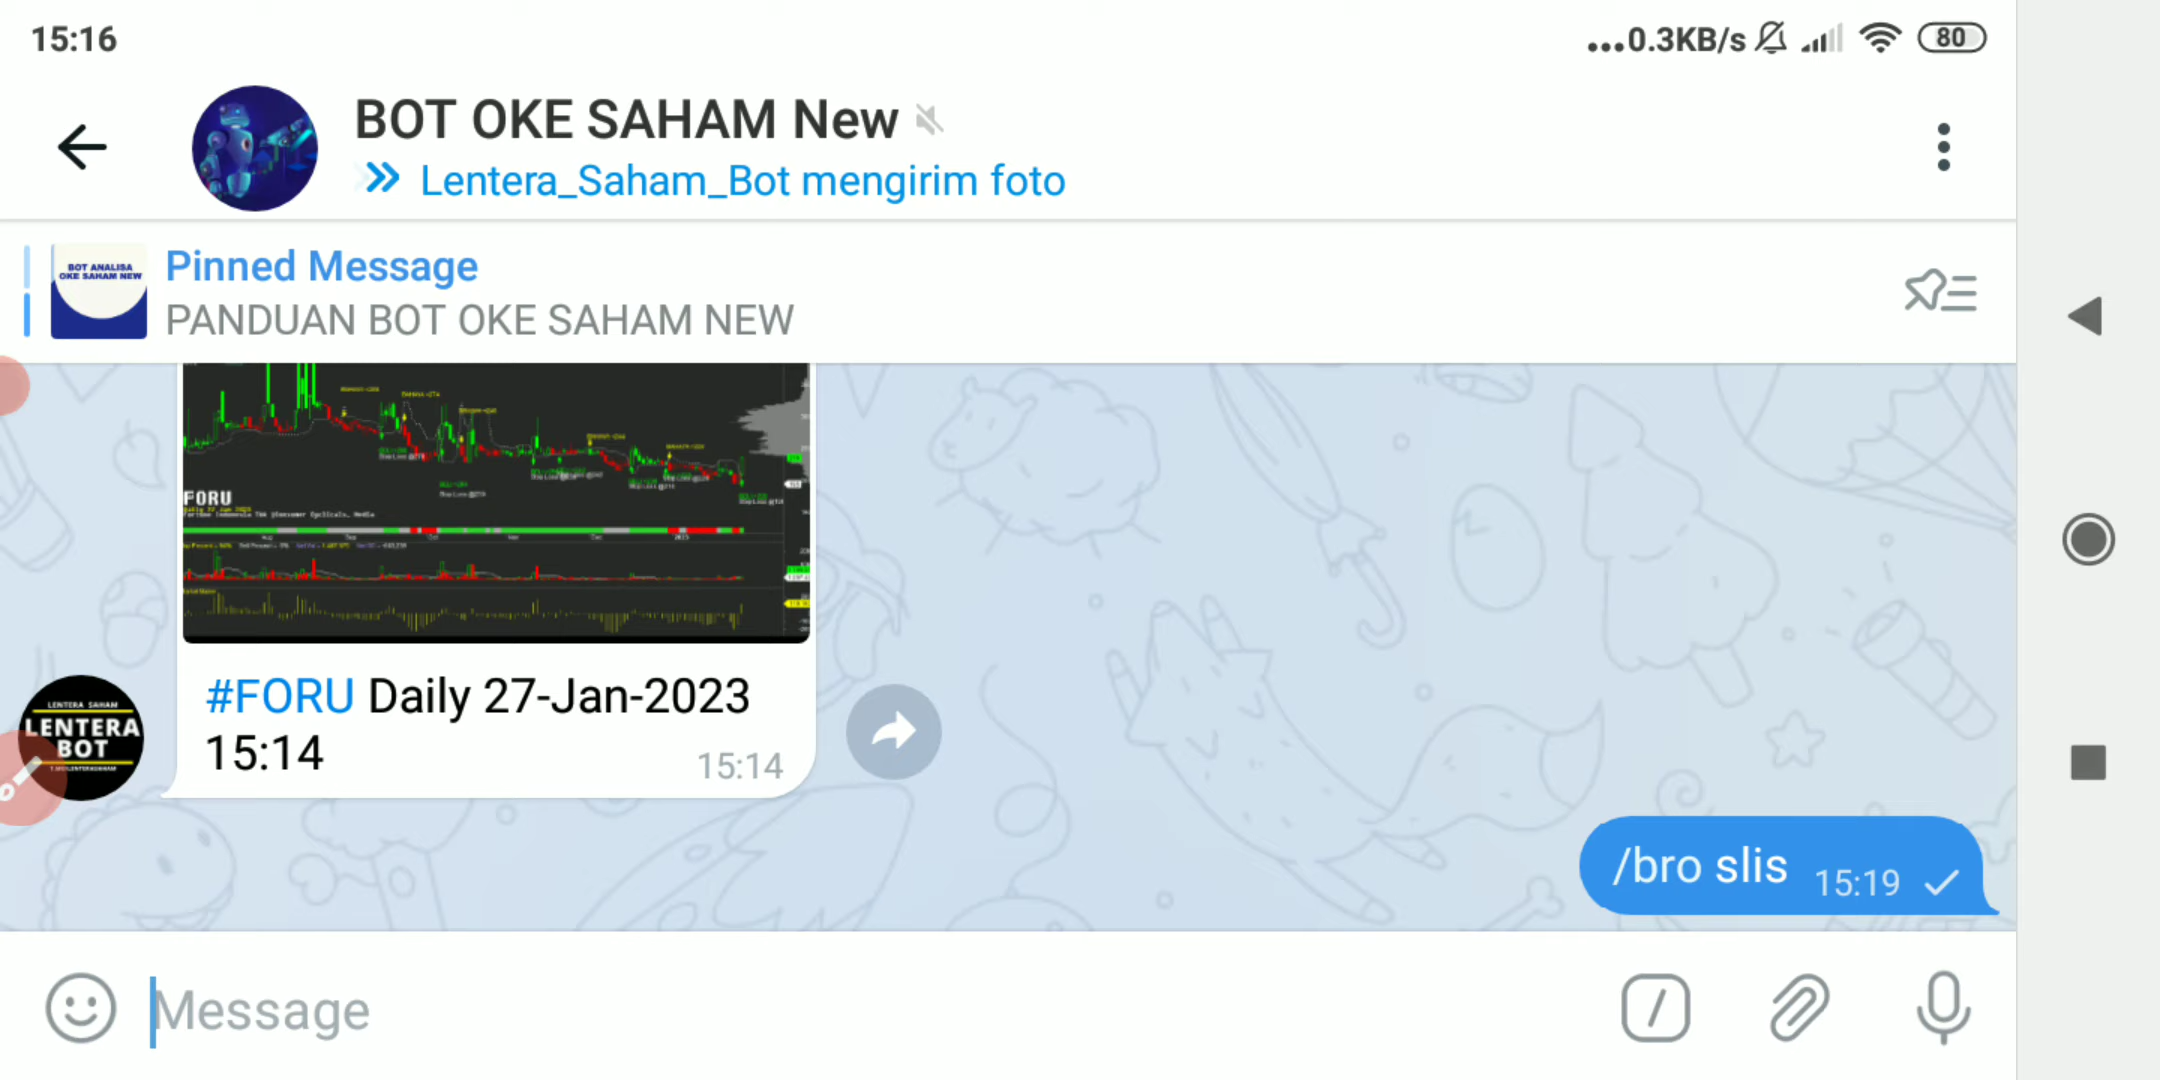 15:16
...0.3KB/s
80
BOT OKE SAHAM New
Lentera_Saham_Bot mengirim foto
BOT ANALISA
OKE SAHAM NEW
Pinned Message
PANDUAN BOT OKE SAHAM NEW
FORU
#FORU Daily 27-Jan-2023
15:14
15:14
LENTERA SAHAM
LENTERA
BOT
/bro slis 15:19
Message